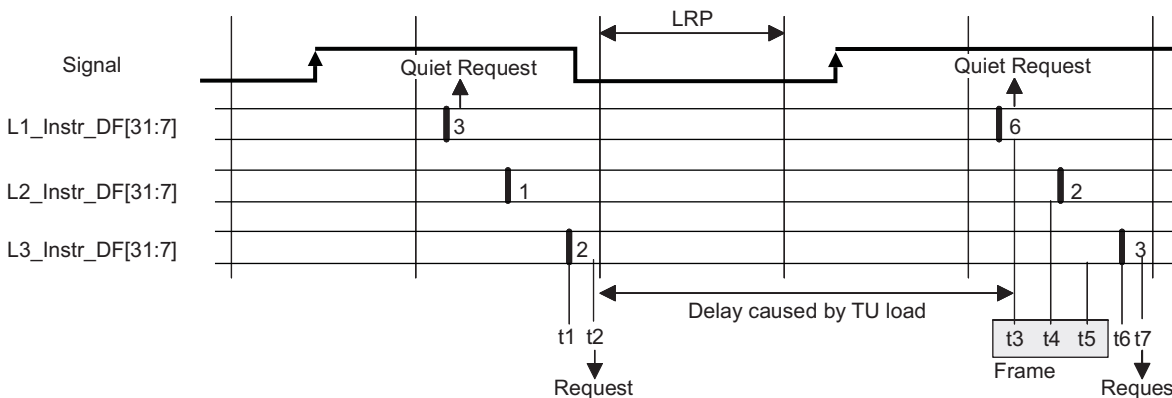 LRP
Signal
Quiet Request
Quiet Request
L1_Instr_DF[31:7]
3
6
L2_Instr_DF[31:7]
1
2
L3_Instr_DF[31:7]
2
3
Delay caused by TU load
t1 t2 t3 t4 t5 t6 t7
Frame
Request
Reques